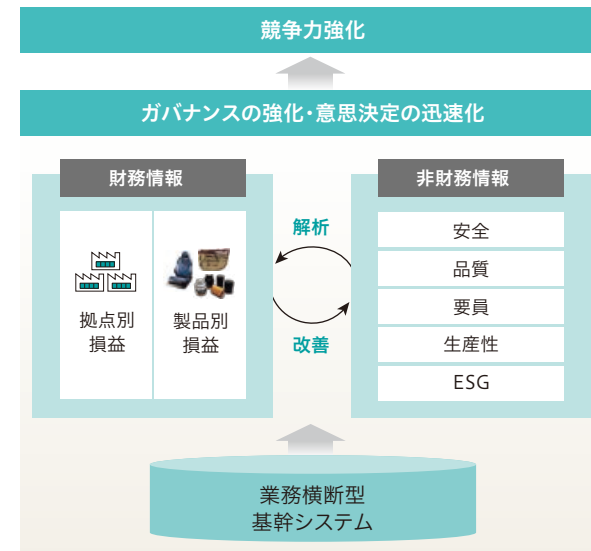 競争力強化
ガバナンスの強化・意思決定の迅速化
財務情報
拠点別
損益
製品別
損益
解析
改善
非財務情報
安全
品質
要員
生産性
ESG
業務横断型
基幹システム